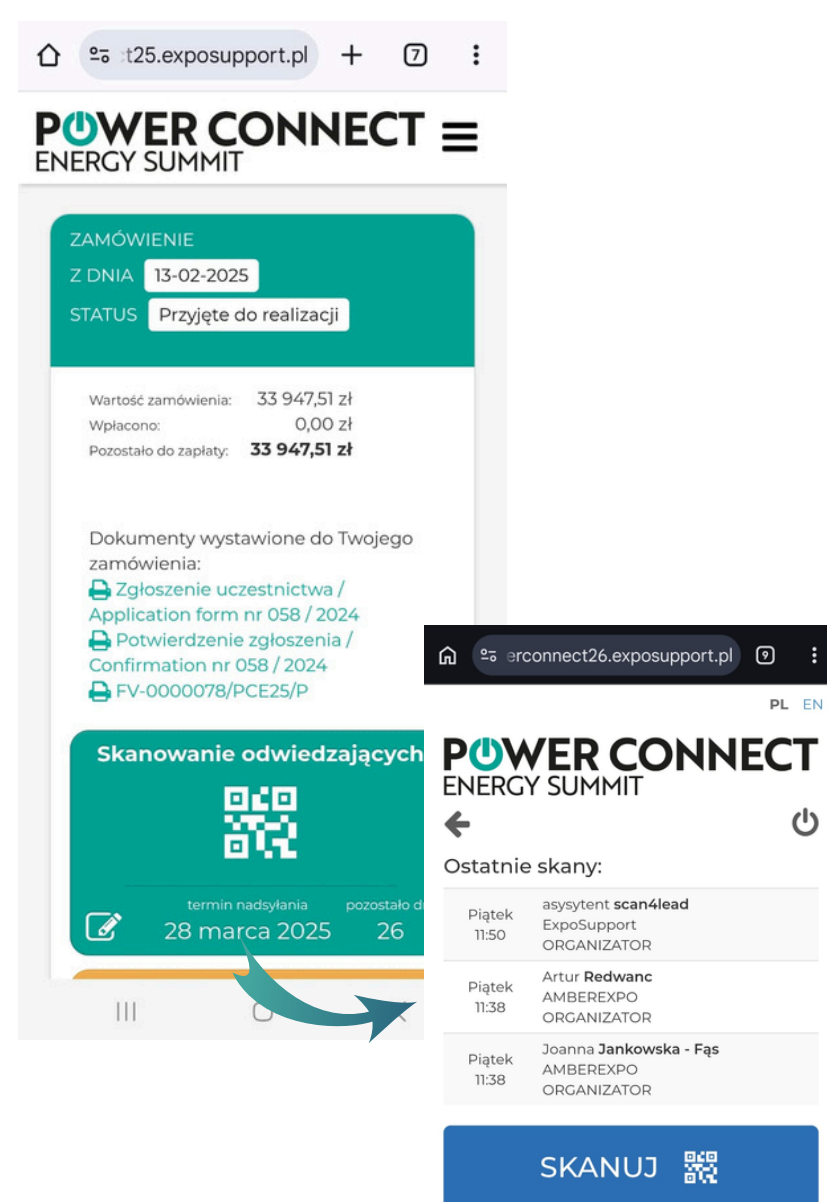 :t25.exposupport.pl
7
POWER CONNECT
ENERGY SUMMIT
ZAMÓWIENIE
Z DNIA 13-02-2025
STATUS Przyjęte do realizacji
Wartość zamówienia: 33 947,51 zł
Wpłacono: 0,00 zł
Pozostało do zapłaty: 33 947,51 zł
Dokumenty wystawione do Twojego
zamówienia:
Zgłoszenie uczestnictwa /
Application form nr 058 / 2024
Potwierdzenie zgłoszenia /
Confirmation nr 058 / 2024
FV-0000078/PCE25/P
Skanowanie odwiedzających
termin nadsyłania pozostało d
28 marca 2025 26
erconnect26.exposupport.pl
9
PL EN
POWER CONNECT
ENERGY SUMMIT
Ostatnie skany:
Piątek
11:50
asysytent scan4lead
ExpoSupport
ORGANIZATOR
Piątek
11:38
Artur Redwanc
AMBEREXPO
ORGANIZATOR
Piątek
11:38
Joanna Jankowska - Fąs
AMBEREXPO
ORGANIZATOR
SKANUJ